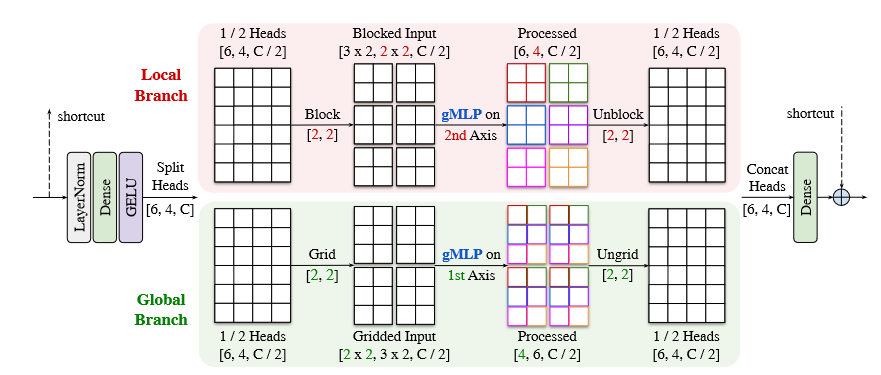 shortcut
LayerNorm
Dense
GELU
Split
Heads
[6, 4, C]
Local
Branch
1 / 2 Heads
[6, 4, C / 2]
Block
[2, 2]
Blocked Input
[3 x 2, 2 x 2, C / 2]
gMLP on
2nd Axis
Processed
[6, 4, C / 2]
Unblock
[2, 2]
1 / 2 Heads
[6, 4, C / 2]
Global
Branch
Grid
[2, 2]
1 / 2 Heads
[6, 4, C / 2]
gMLP on
1st Axis
Gridded Input
[2 x 2, 3 x 2, C / 2]
Ungrid
[2, 2]
Processed
[4, 6, C / 2]
1 / 2 Heads
[6, 4, C / 2]
Concat
Heads
[6, 4, C]
Dense
shortcut